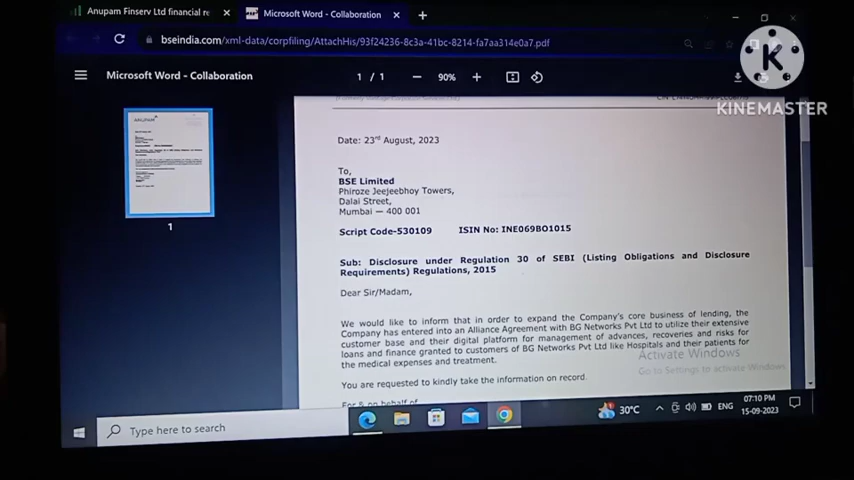 Anupam Finserv Ltd financial re
Microsoft Word - Collaboration
bseindia.com/xml-data/corpfiling/AttachHis/93f24236-8c3a-41bc-8214-fa7aa314e0a7.pdf
Microsoft Word - Collaboration
1 / 1
90%
KINEMASTER
1
Date: 23rd August, 2023
To,
BSE Limited
Phiroze Jeejeebhoy Towers,
Dalai Street,
Mumbai — 400 001
Script Code-530109 ISIN No: INE069BO1015
Sub: Disclosure under Regulation 30 of SEBI (Listing Obligations and Disclosure
Requirements) Regulations, 2015
Dear Sir/Madam,
We would like to inform that in order to expand the Company's core business of lending, the
Company has entered into an Alliance Agreement with BG Networks Pvt Ltd to utilize their extensive
customer base and their digital platform for management of advances, recoveries and risks for
loans and finance granted to customers of BG Networks Pvt Ltd like Hospitals and their patients for
the medical expenses and treatment.
You are requested to kindly take the information on record.
For & on behalf of
Activate Windows
Go to Settings to activate Windows.
Type here to search
30°C
ENG
07:10 PM
15-09-2023